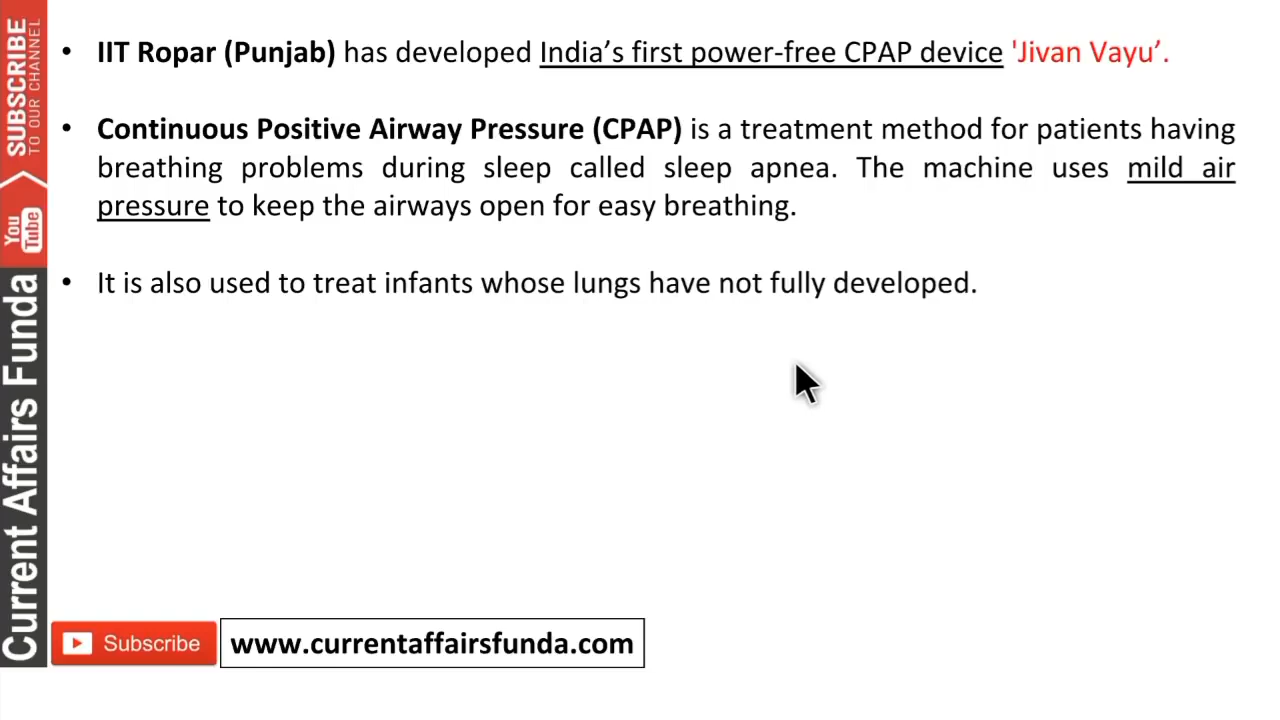 SUBSCRIBE
TO OUR CHANNEL
You
Tube
Current Affairs Funda
• IIT Ropar (Punjab) has developed India’s first power-free CPAP device 'Jivan Vayu’.
• Continuous Positive Airway Pressure (CPAP) is a treatment method for patients having
breathing problems during sleep called sleep apnea. The machine uses mild air
pressure to keep the airways open for easy breathing.
• It is also used to treat infants whose lungs have not fully developed.
Subscribe
www.currentaffairsfunda.com